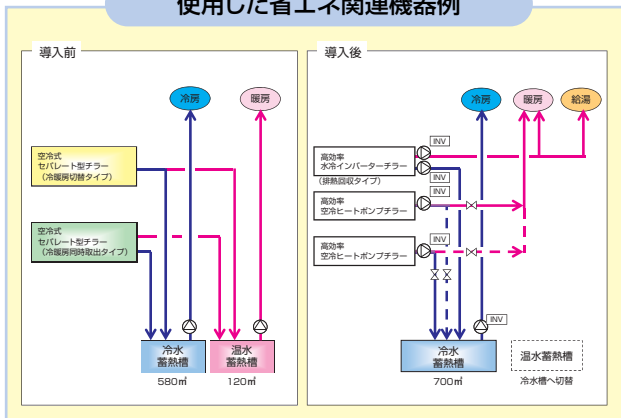 使用した省エネ関連機器例
導入前
冷房
暖房
空冷式
セパレート型チラー
(冷暖房切替タイプ)
空冷式
セパレート型チラー
(冷暖房同時取出タイプ)
冷水
蓄熱槽
温水
蓄熱槽
580㎥
120㎥
導入後
冷房
暖房
給湯
INV
高効率
水冷インバーターチラー
(排熱回収タイプ)
INV
INV
高効率
空冷ヒートポンプチラー
INV
高効率
空冷ヒートポンプチラー
INV
冷水
蓄熱槽
温水蓄熱槽
700㎥
冷水槽へ切替